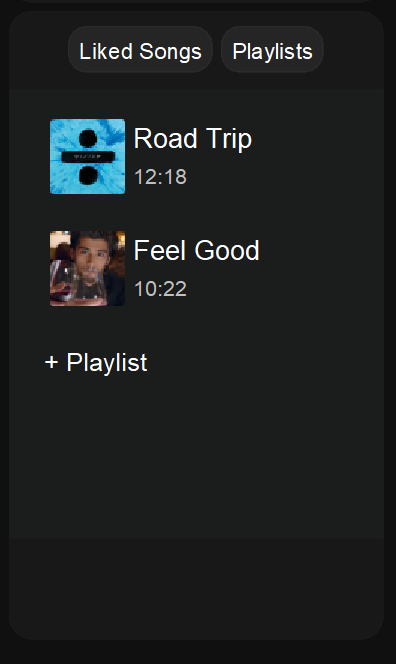 Liked Songs
Playlists
Road Trip
12:18
Feel Good
10:22
+ Playlist